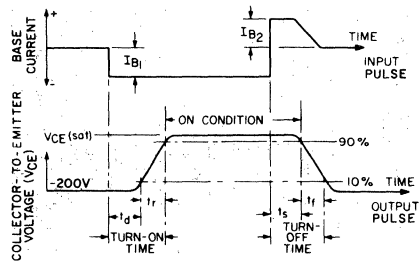 BASE
CURRENT
+
-
IB1
IB2
TIME
INPUT
PULSE
COLLECTOR-TO-EMITTER
VOLTAGE (VCE)
VCE(sat)
-200V
ON CONDITION
90%
10%
TIME
OUTPUT
PULSE
td
tr
ts
tf
TURN-ON
TIME
TURN-
OFF TIME